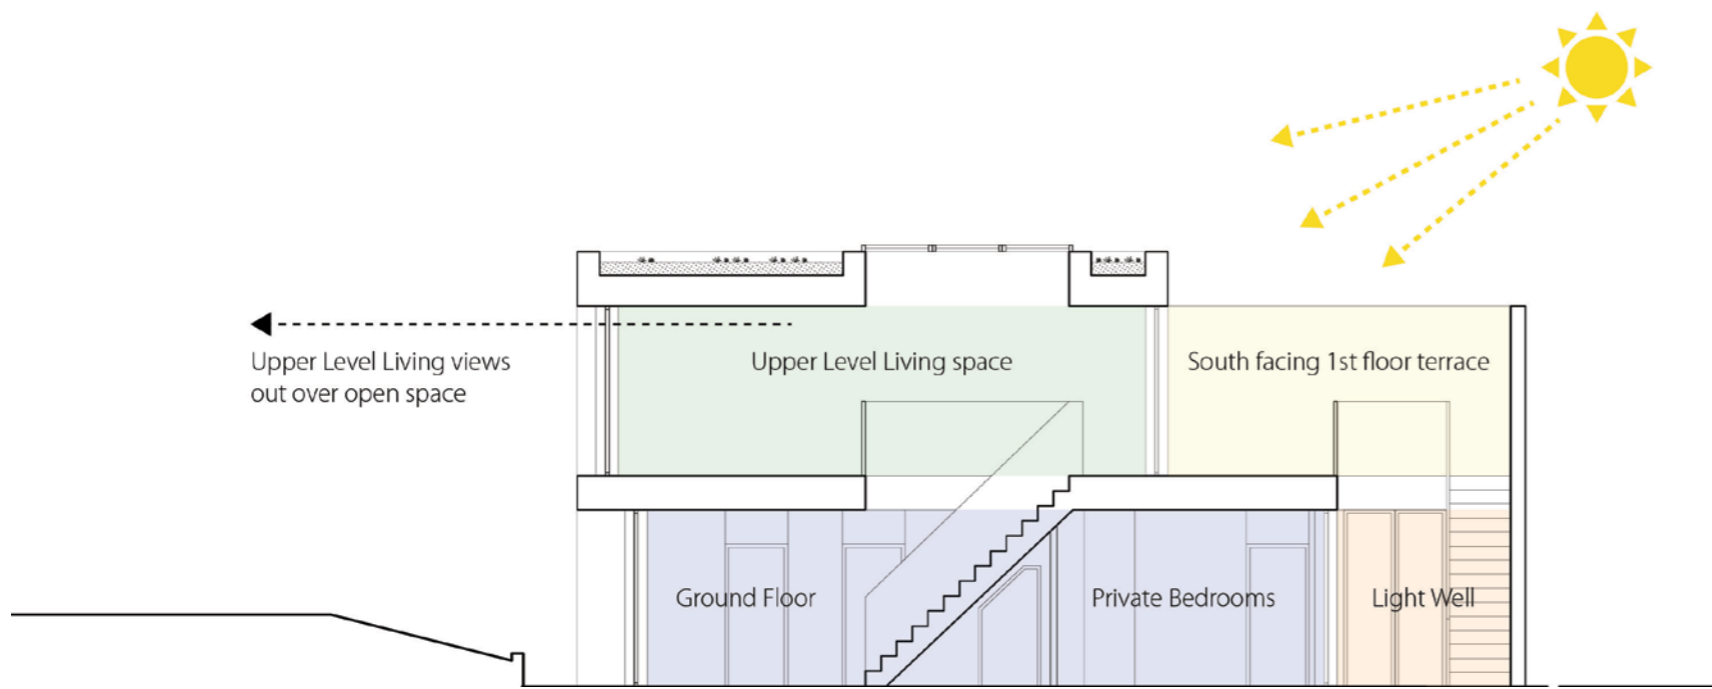 Upper Level Living views
out over open space
Upper Level Living space
South facing 1st floor terrace
Ground Floor
Private Bedrooms
Light Well